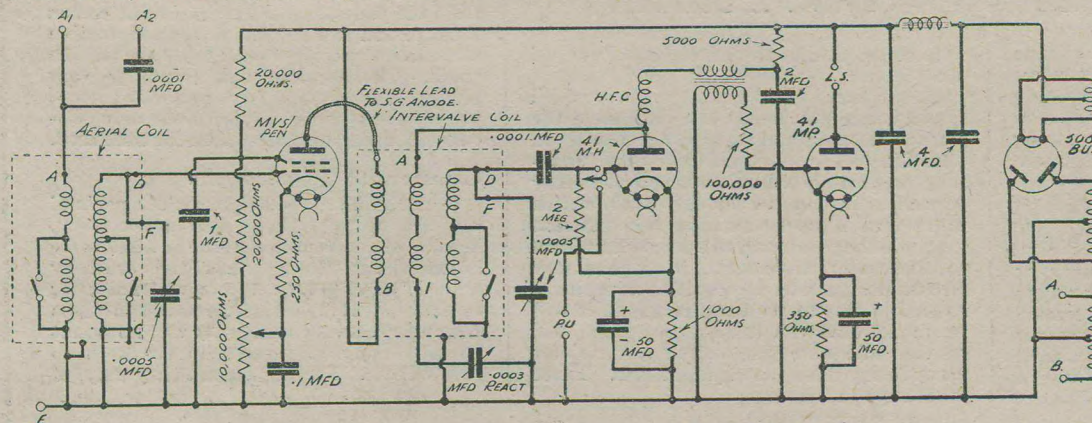 A1
A2
.0001
MFD
AERIAL COIL
A
D
F
C
.0005
MFD
E
20,000
OHMS.
MVS/
PEN
FLEXIBLE LEAD
TO S.G ANODE.
INTERVALVE COIL
1
MFD
20,000 OHMS
250 OHMS.
10,000 OHMS
.1 MFD
A
B
I
D
F
.0001. MFD
41
M.H.
2
MEG
.0005
MFD
MFD
.0003
REACT
P.U
+
- 50
MFD
1,000
OHMS
H.F.C
5000 OHMS
2
MFD
100,000
OHMS
L.S.
41
MP.
350
OHMS.
+
-
50
MFD
4
MFD.
A.
B.